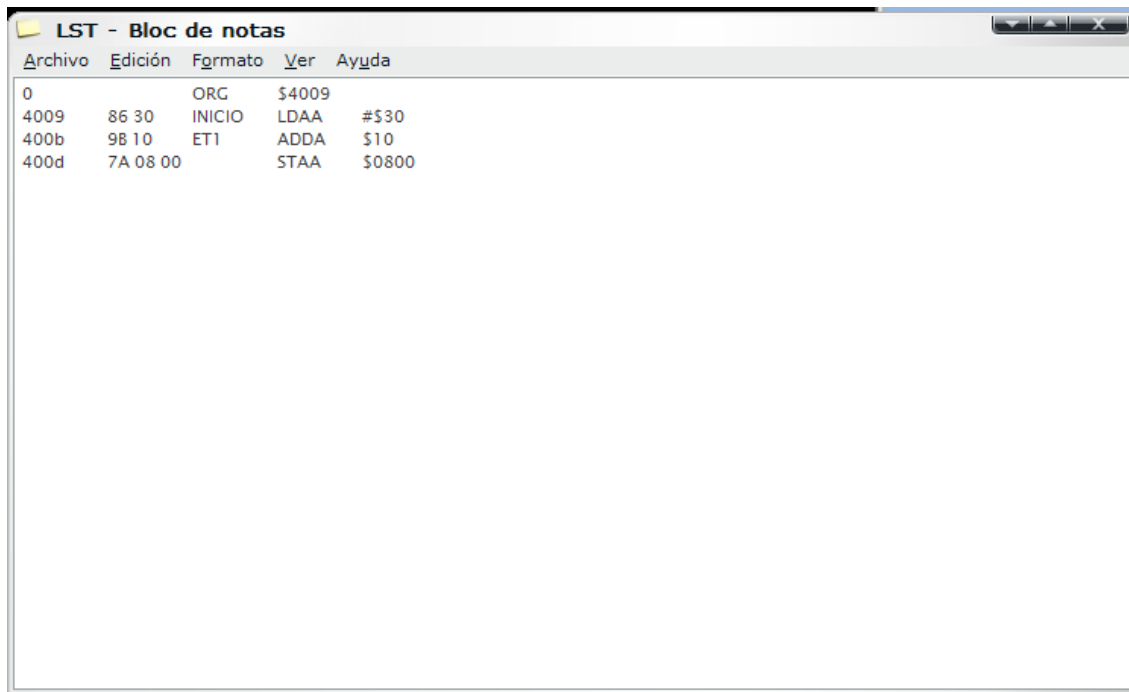 LST - Bloc de notas
Archivo Edición Formato Ver Ayuda
0 ORG $4009
4009 86 30 INICIO LDAA #$30
400b 9B 10 ET1 ADDA $10
400d 7A 08 00 STAA $0800